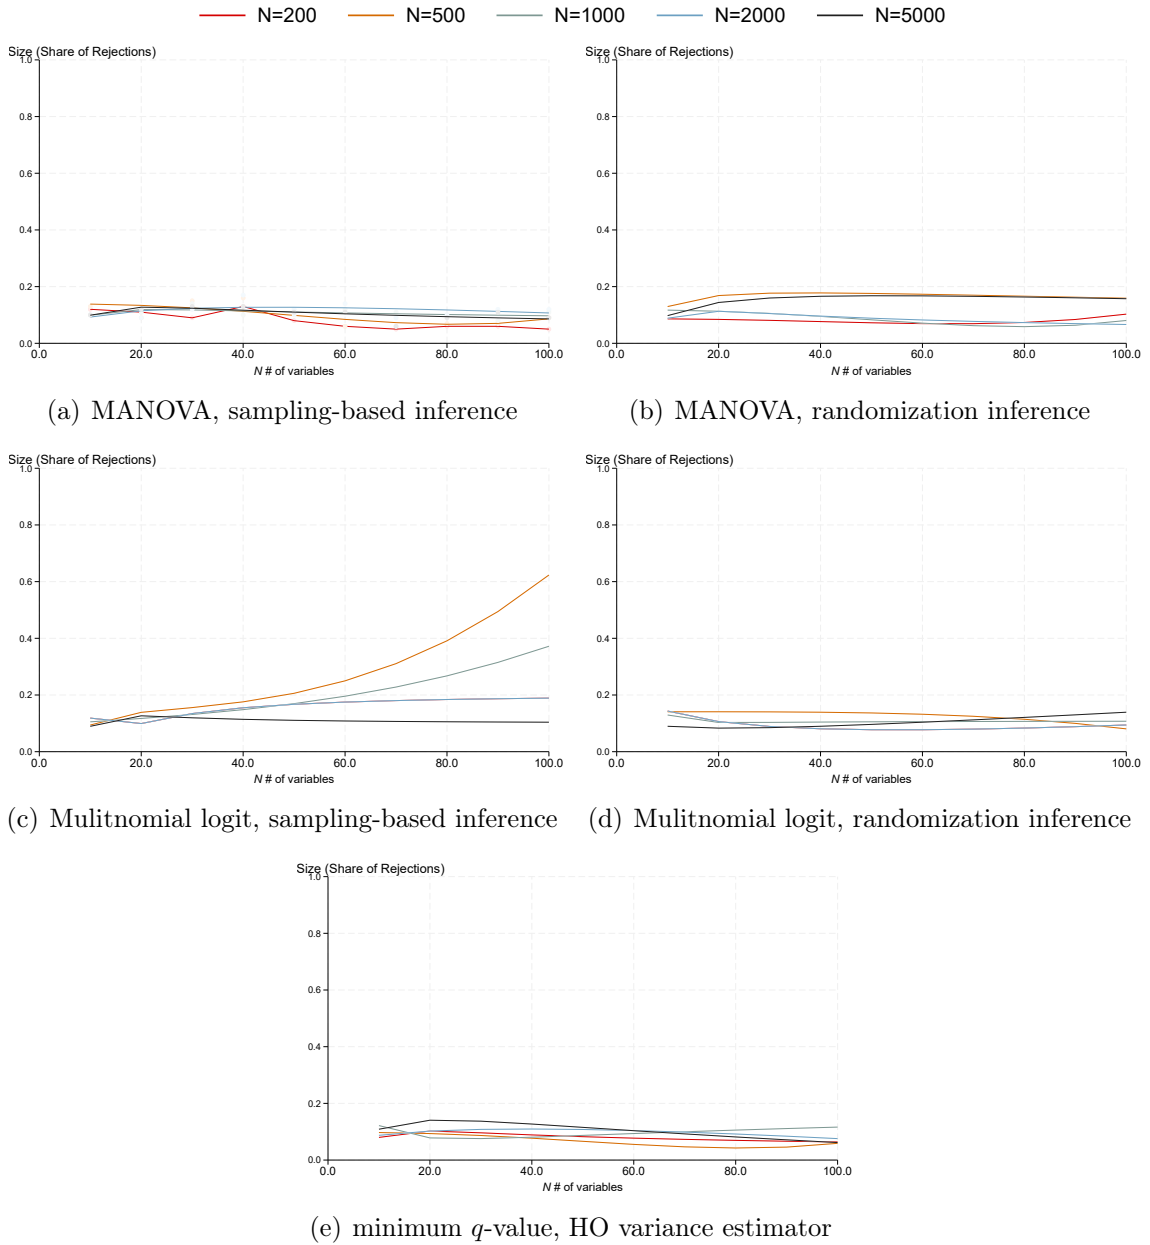 N=200 N=500 N=1000 N=2000 N=5000
Size (Share of Rejections)
1.0
0.8
0.6
0.4
0.2
0.0
0.0 20.0 40.0 60.0 80.0 100.0
N # of variables
(a) MANOVA, sampling-based inference
Size (Share of Rejections)
1.0
0.8
0.6
0.4
0.2
0.0
0.0 20.0 40.0 60.0 80.0 100.0
N # of variables
(b) MANOVA, randomization inference
Size (Share of Rejections)
1.0
0.8
0.6
0.4
0.2
0.0
0.0 20.0 40.0 60.0 80.0 100.0
N # of variables
(c) Mulitnomial logit, sampling-based inference
Size (Share of Rejections)
1.0
0.8
0.6
0.4
0.2
0.0
0.0 20.0 40.0 60.0 80.0 100.0
N # of variables
(d) Mulitnomial logit, randomization inference
Size (Share of Rejections)
1.0
0.8
0.6
0.4
0.2
0.0
0.0 20.0 40.0 60.0 80.0 100.0
N # of variables
(e) minimum q-value, HO variance estimator